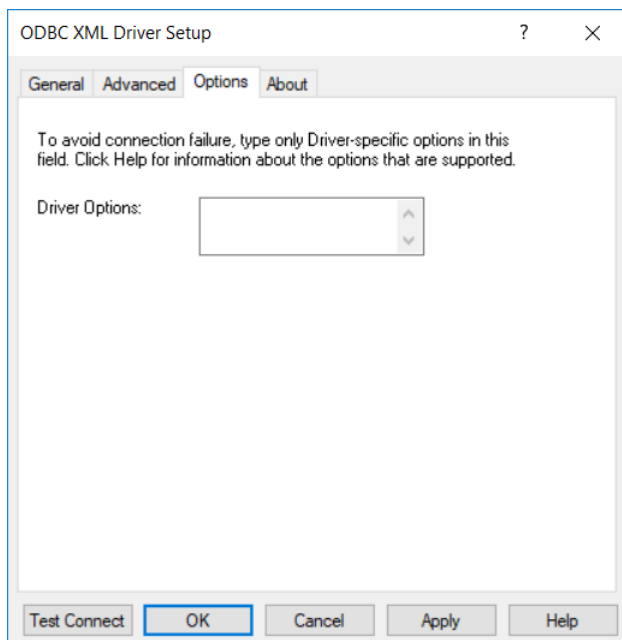 ODBC XML Driver Setup ?
General Advanced Options About
To avoid connection failure, type only Driver-specific options in this
field. Click Help for information about the options that are supported.
Driver Options:
Test Connect OK Cancel Apply Help